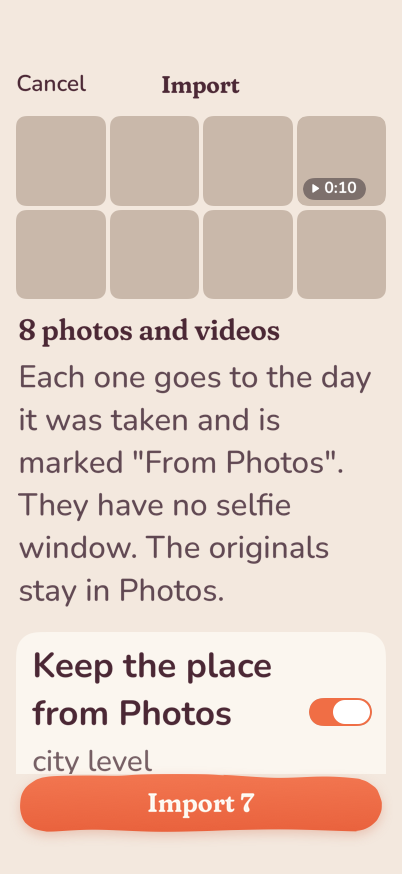 Cancel
Import
0:10
8 photos and videos
Each one goes to the day
it was taken and is
marked "From Photos".
They have no selfie
window. The originals
stay in Photos.
Keep the place
from Photos
city level
Import 7